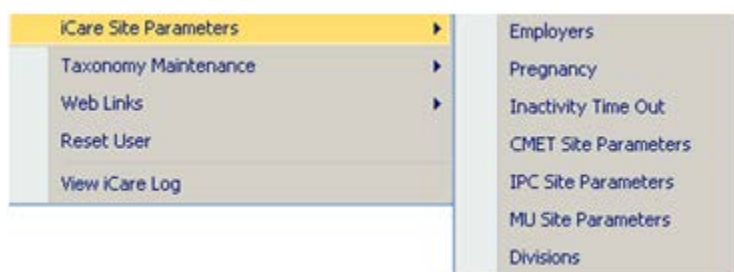 iCare Site Parameters
Taxonomy Maintenance
Web Links
Reset User
View iCare Log
Employers
Pregnancy
Inactivity Time Out
CMET Site Parameters
IPC Site Parameters
MU Site Parameters
Divisions